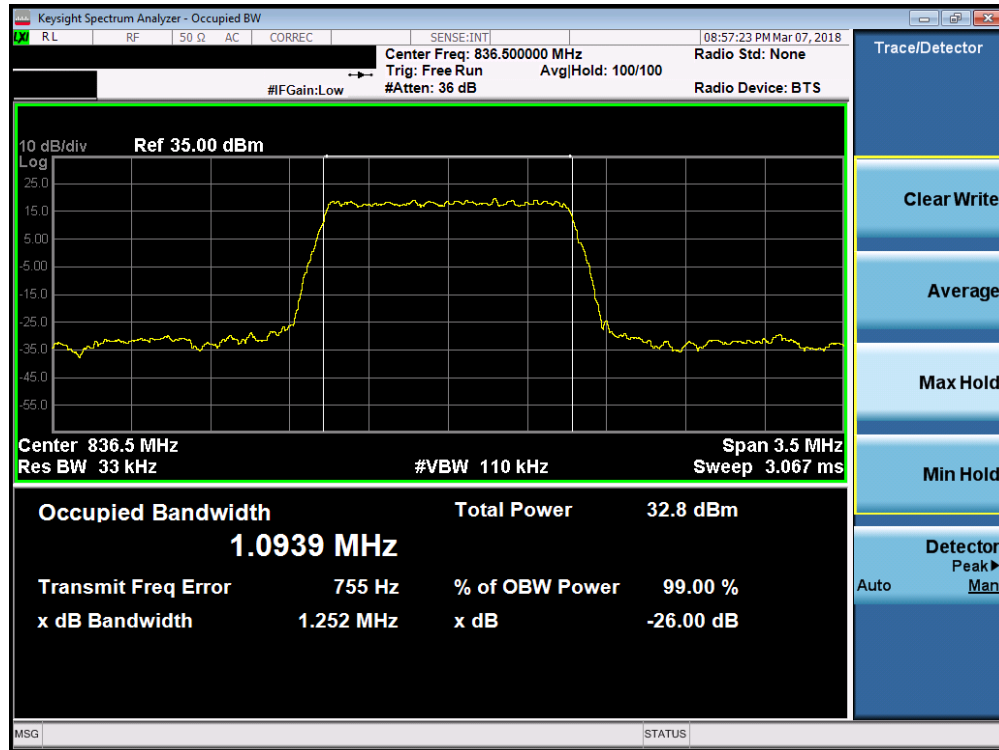 Keysight Spectrum Analyzer - Occupied BW
LXI RL RF 50 Ω AC CORREC SENSE:INT 08:57:23 PM Mar 07, 2018
Center Freq: 836.500000 MHz Radio Std: None
Trig: Free Run Avg|Hold: 100/100
#IFGain:Low #Atten: 36 dB Radio Device: BTS
Trace/Detector
10 dB/div Ref 35.00 dBm
Log
25.0
15.0
5.00
-5.00
-15.0
-25.0
-35.0
-45.0
-55.0
Center 836.5 MHz Span 3.5 MHz
Res BW 33 kHz #VBW 110 kHz Sweep 3.067 ms
Occupied Bandwidth Total Power 32.8 dBm
1.0939 MHz
Transmit Freq Error 755 Hz % of OBW Power 99.00 %
x dB Bandwidth 1.252 MHz x dB -26.00 dB
Clear Write
Average
Max Hold
Min Hold
Detector
Peak▶
Auto Man
MSG STATUS